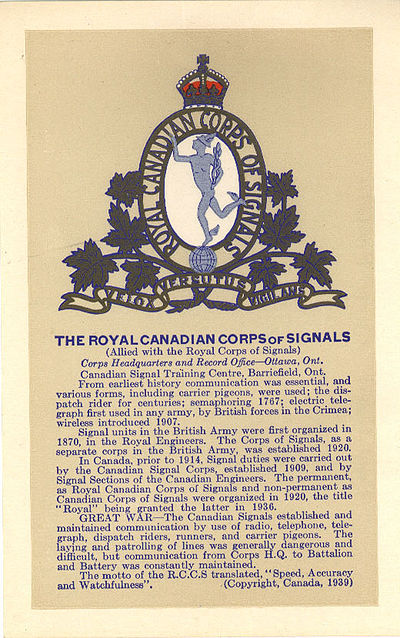 ROYAL CANADIAN CORPS OF SIGNALS
VELOX VERSUTUS VIGILANS
THE ROYAL CANADIAN CORPS OF SIGNALS
(Allied with the Royal Corps of Signals)
Corps Headquarters and Record Office—Ottawa, Ont.
Canadian Signal Training Centre, Barriefield, Ont.
From earliest history communication was essential, and
various forms, including carrier pigeons, were used; the dis-
patch rider for centuries; semaphoring 1767; electric tele-
graph first used in any army, by British forces in the Crimea;
wireless introduced 1907.
Signal units in the British Army were first organized in
1870, in the Royal Engineers. The Corps of Signals, as a
separate corps in the British Army, was established 1920.
In Canada, prior to 1914, Signal duties were carried out
by the Canadian Signal Corps, established 1909, and by
Signal Sections of the Canadian Engineers. The permanent,
as Royal Canadian Corps of Signals and non-permanent as
Canadian Corps of Signals were organized in 1920, the title
"Royal" being granted the latter in 1936.
GREAT WAR—The Canadian Signals established and
maintained communication by use of radio, telephone, tele-
graph, dispatch riders, runners, and carrier pigeons. The
laying and patrolling of lines was generally dangerous and
difficult, but communication from Corps H.Q. to Battalion
and Battery was constantly maintained.
The motto of the R.C.C.S translated, "Speed, Accuracy
and Watchfulness". (Copyright, Canada, 1939)